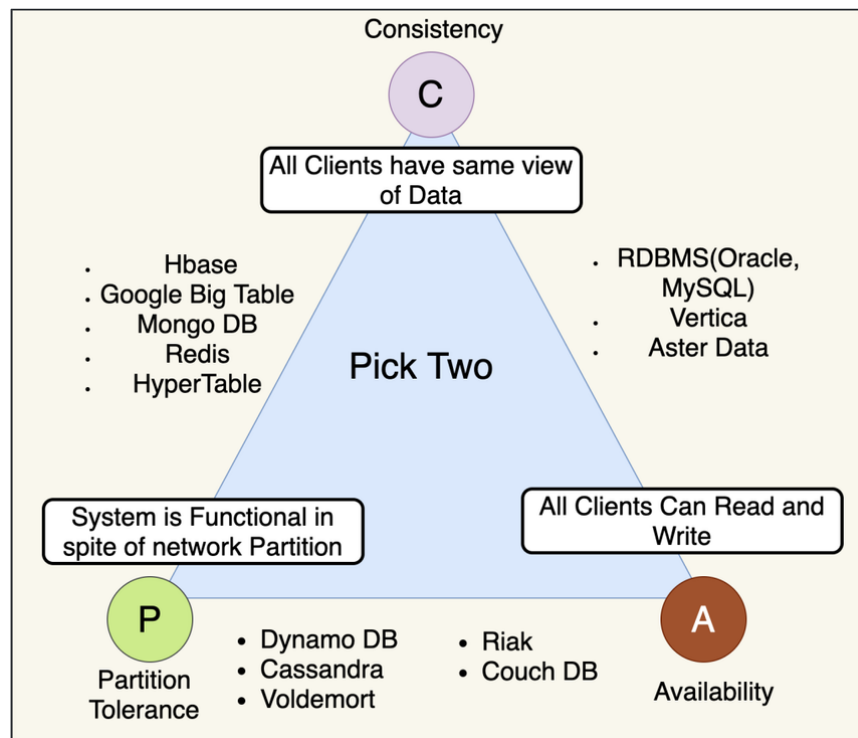 Consistency
C
All Clients have same view
of Data
• Hbase
• Google Big Table
• Mongo DB
• Redis
• HyperTable
• RDBMS(Oracle,
MySQL)
• Vertica
• Aster Data
Pick Two
System is Functional in
spite of network Partition
All Clients Can Read and
Write
P
Partition
Tolerance
• Dynamo DB
• Cassandra
• Voldemort
• Riak
• Couch DB
A
Availability